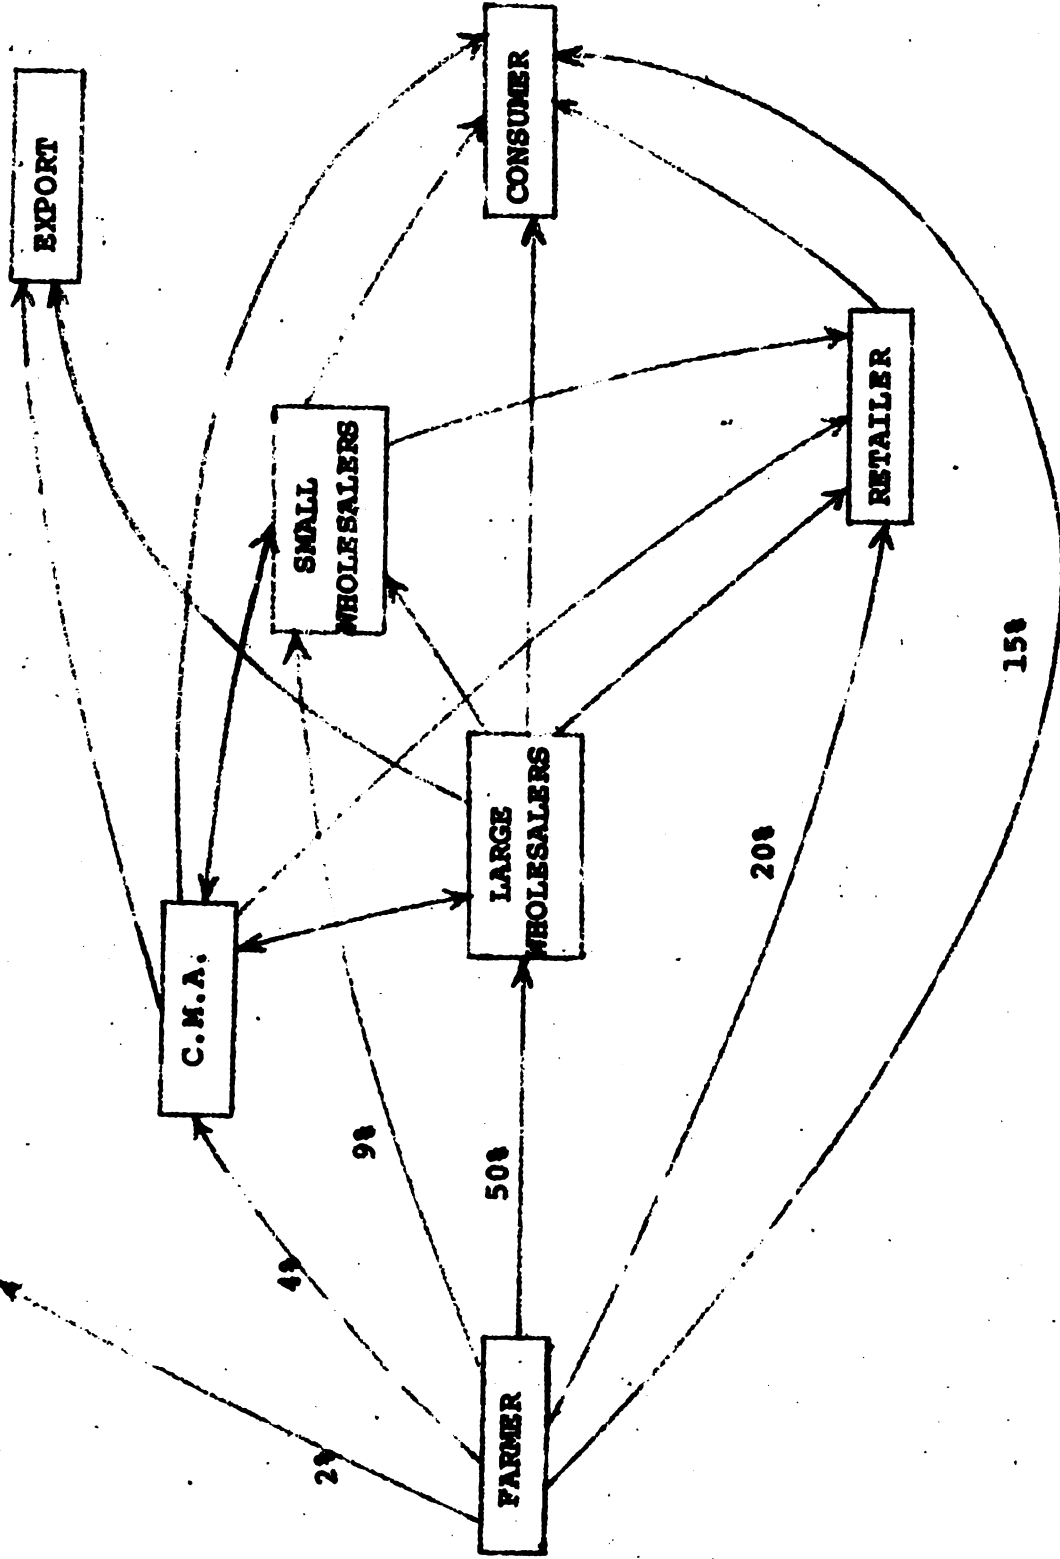 EXPORT
CONSUMER
SMALL
WHOLESALERS
RETAILER
C.M.A.
LARGE
WHOLESALERS
FARMER
2%
4%
9%
50%
20%
15%